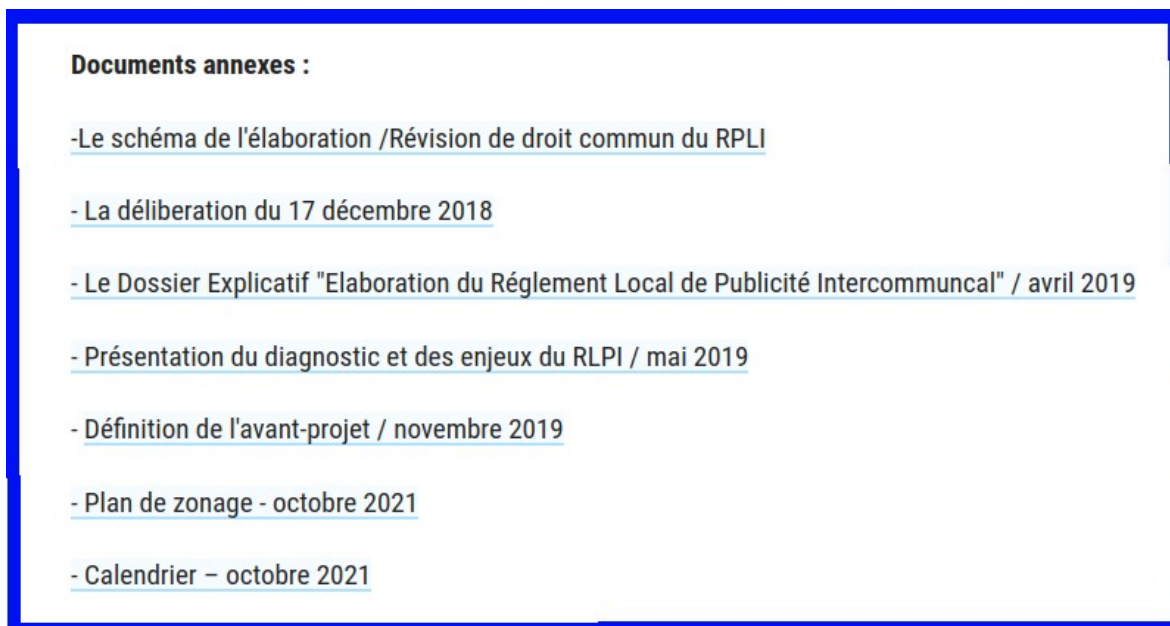 Documents annexes :
-Le schéma de l'élaboration /Révision de droit commun du RPLI
- La déliberation du 17 décembre 2018
- Le Dossier Explicatif "Elaboration du Réglement Local de Publicité Intercommuncal" / avril 2019
- Présentation du diagnostic et des enjeux du RLPI / mai 2019
- Définition de l'avant-projet / novembre 2019
- Plan de zonage - octobre 2021
- Calendrier – octobre 2021